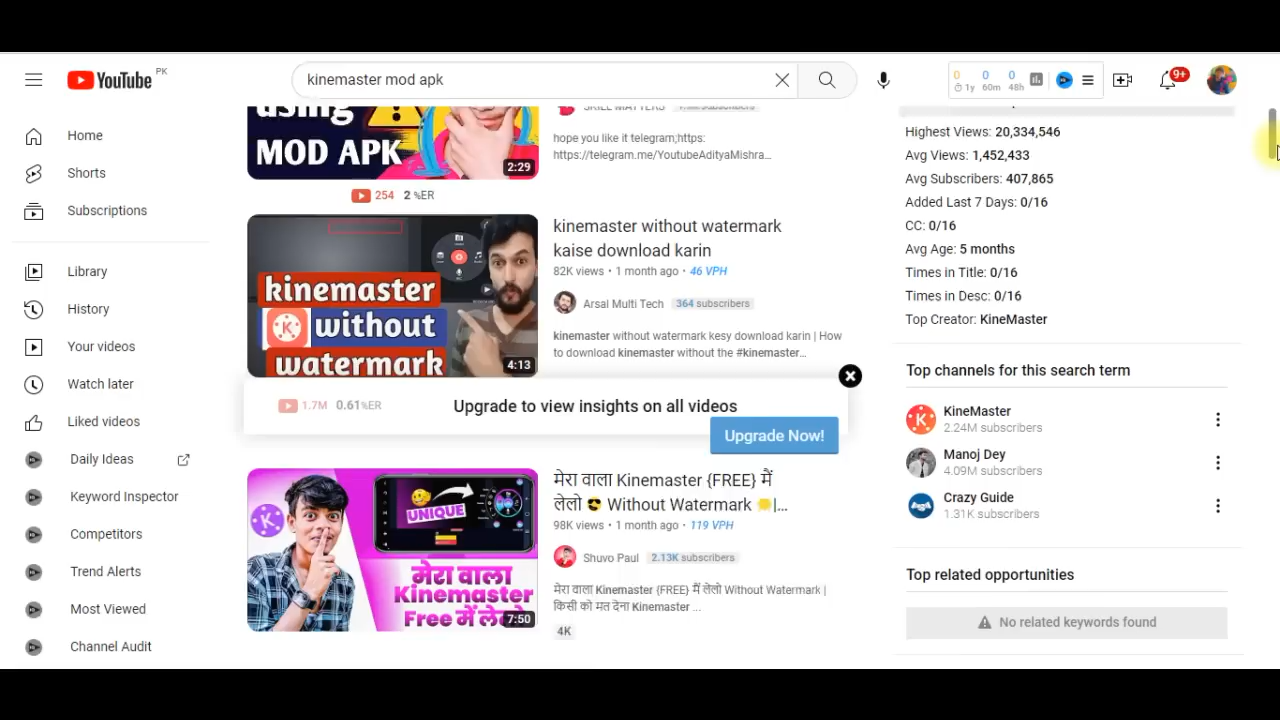 YouTube PK
kinemaster mod apk
0 0 0
1y 60m 48h
9+
Home
Shorts
Subscriptions
Library
History
Your videos
Watch later
Liked videos
Daily Ideas
Keyword Inspector
Competitors
Trend Alerts
Most Viewed
Channel Audit
using
MOD APK
2:29
254 2 %ER
SKILL MATTERS
hope you like it telegram;https:
https://telegram.me/YoutubeAdityaMishra...
kinemaster
without
watermark
4:13
kinemaster without watermark
kaise download karin
82K views • 1 month ago • 46 VPH
Arsal Multi Tech 364 subscribers
kinemaster without watermark kesy download karin | How
to download kinemaster without the #kinemaster...
1.7M 0.61%ER
Upgrade to view insights on all videos
Upgrade Now!
UNIQUE
मेरा वाला
Kinemaster
Free में लेलो
7:50
मेरा वाला Kinemaster {FREE} मैं
लेलो 😎 Without Watermark |...
98K views • 1 month ago • 119 VPH
Shuvo Paul 2.13K subscribers
मेरा वाला Kinemaster {FREE} मैं लेलो Without Watermark |
किसी को मत देना Kinemaster ...
4K
Highest Views: 20,334,546
Avg Views: 1,452,433
Avg Subscribers: 407,865
Added Last 7 Days: 0/16
CC: 0/16
Avg Age: 5 months
Times in Title: 0/16
Times in Desc: 0/16
Top Creator: KineMaster
Top channels for this search term
KineMaster
2.24M subscribers
Manoj Dey
4.09M subscribers
Crazy Guide
1.31K subscribers
Top related opportunities
No related keywords found